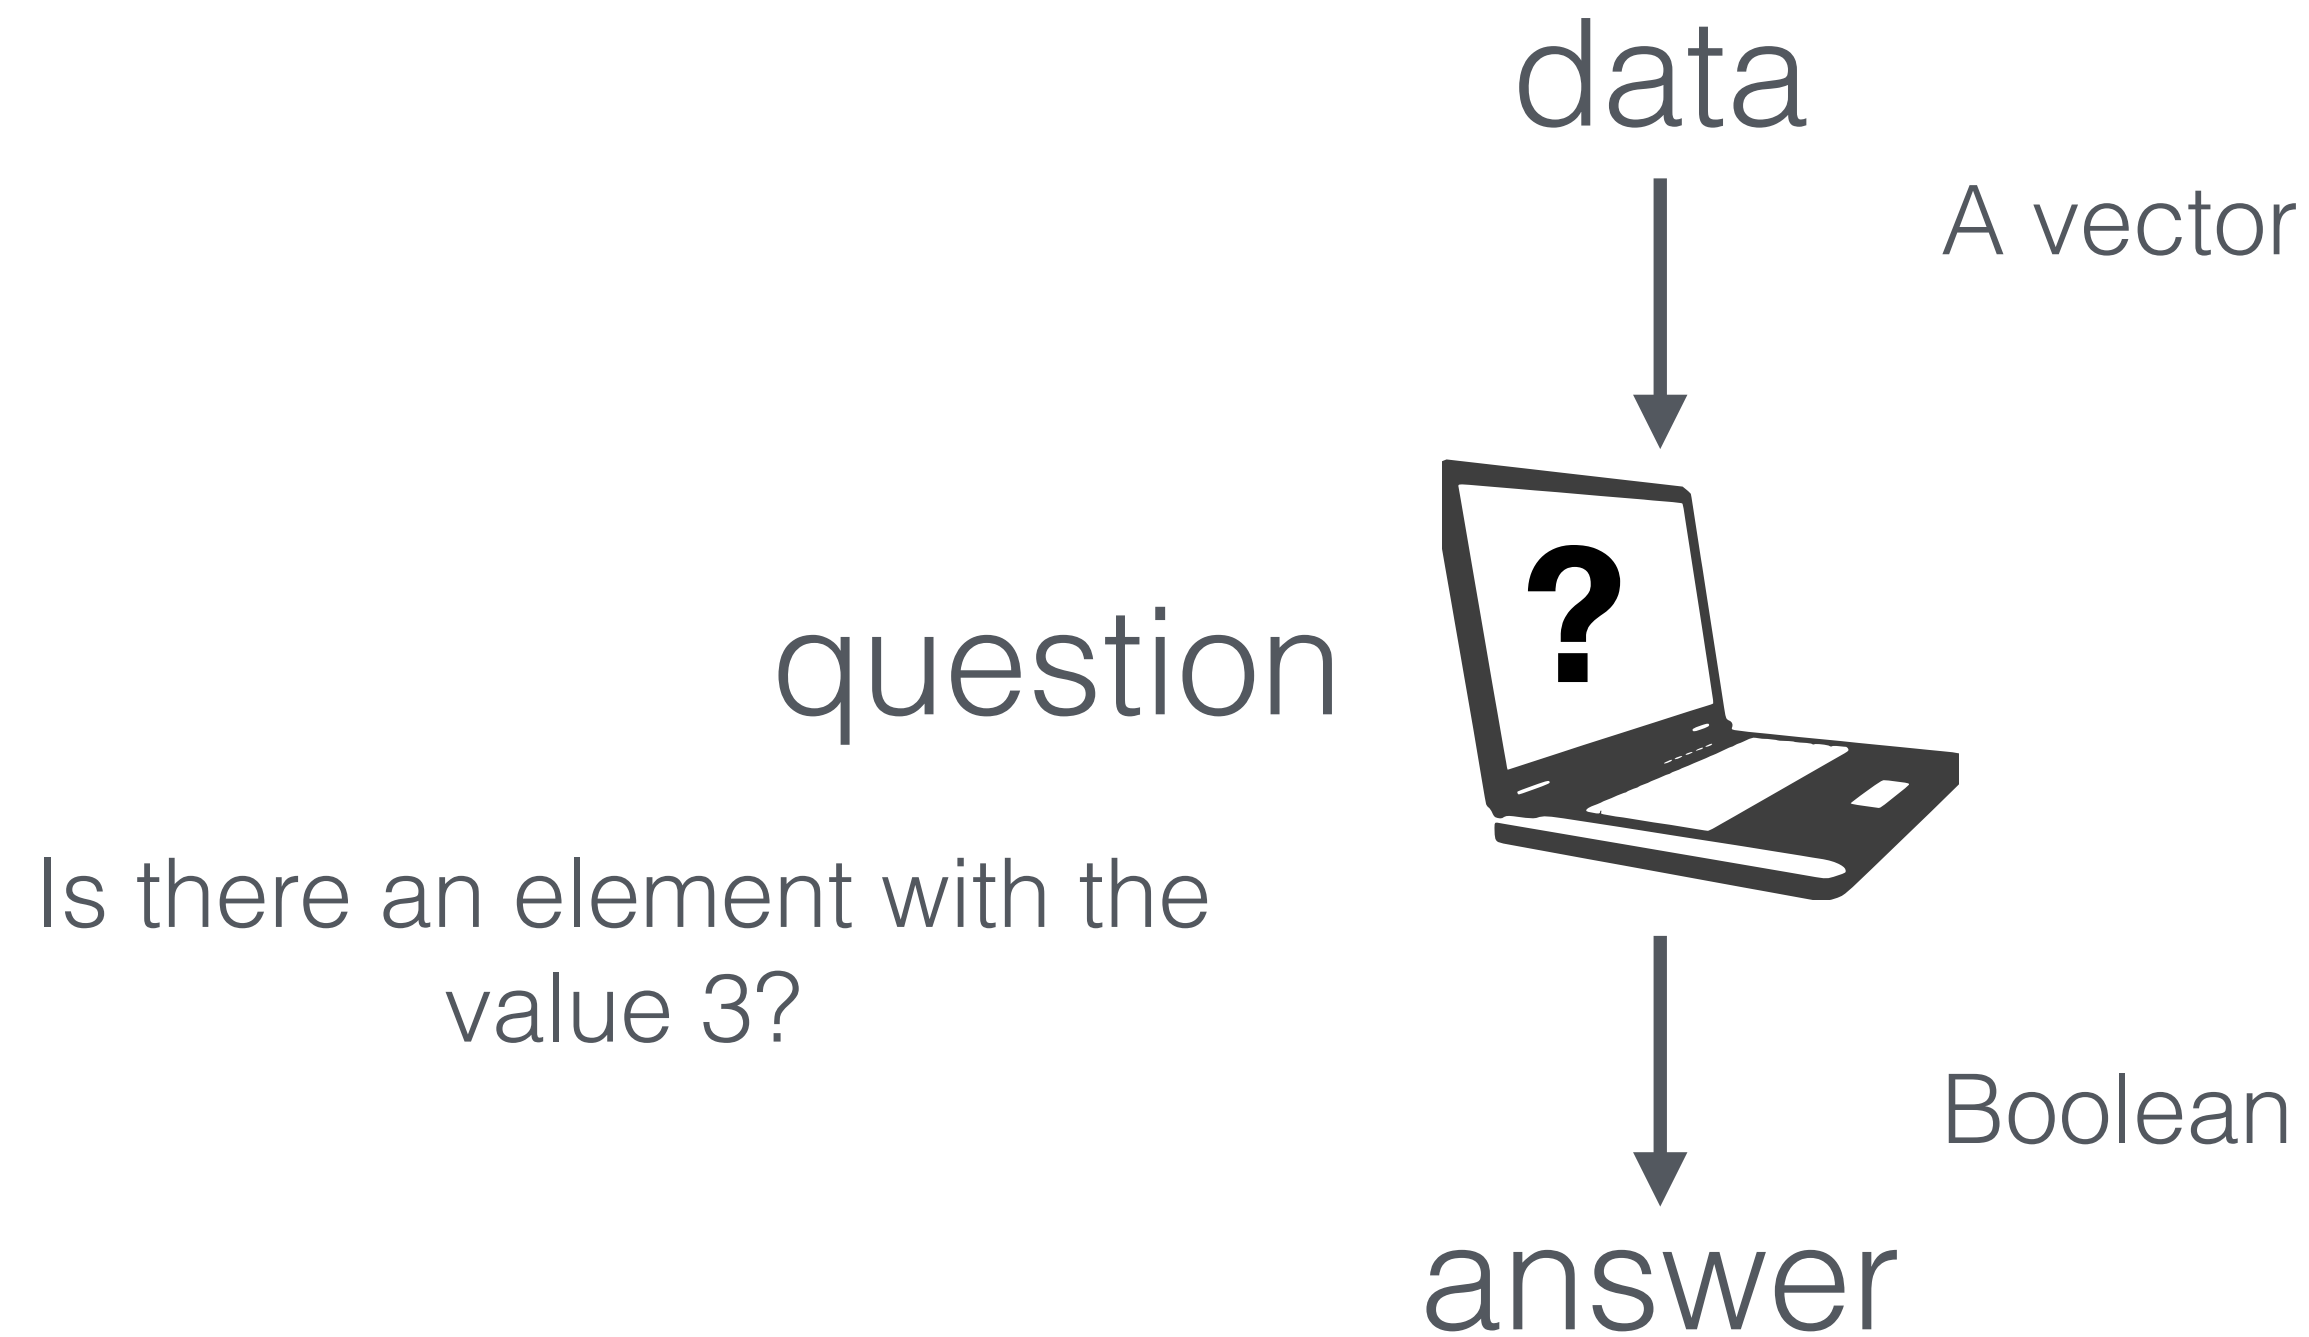 data
A vector
?
question
Is there an element with the
value 3?
Boolean
answer